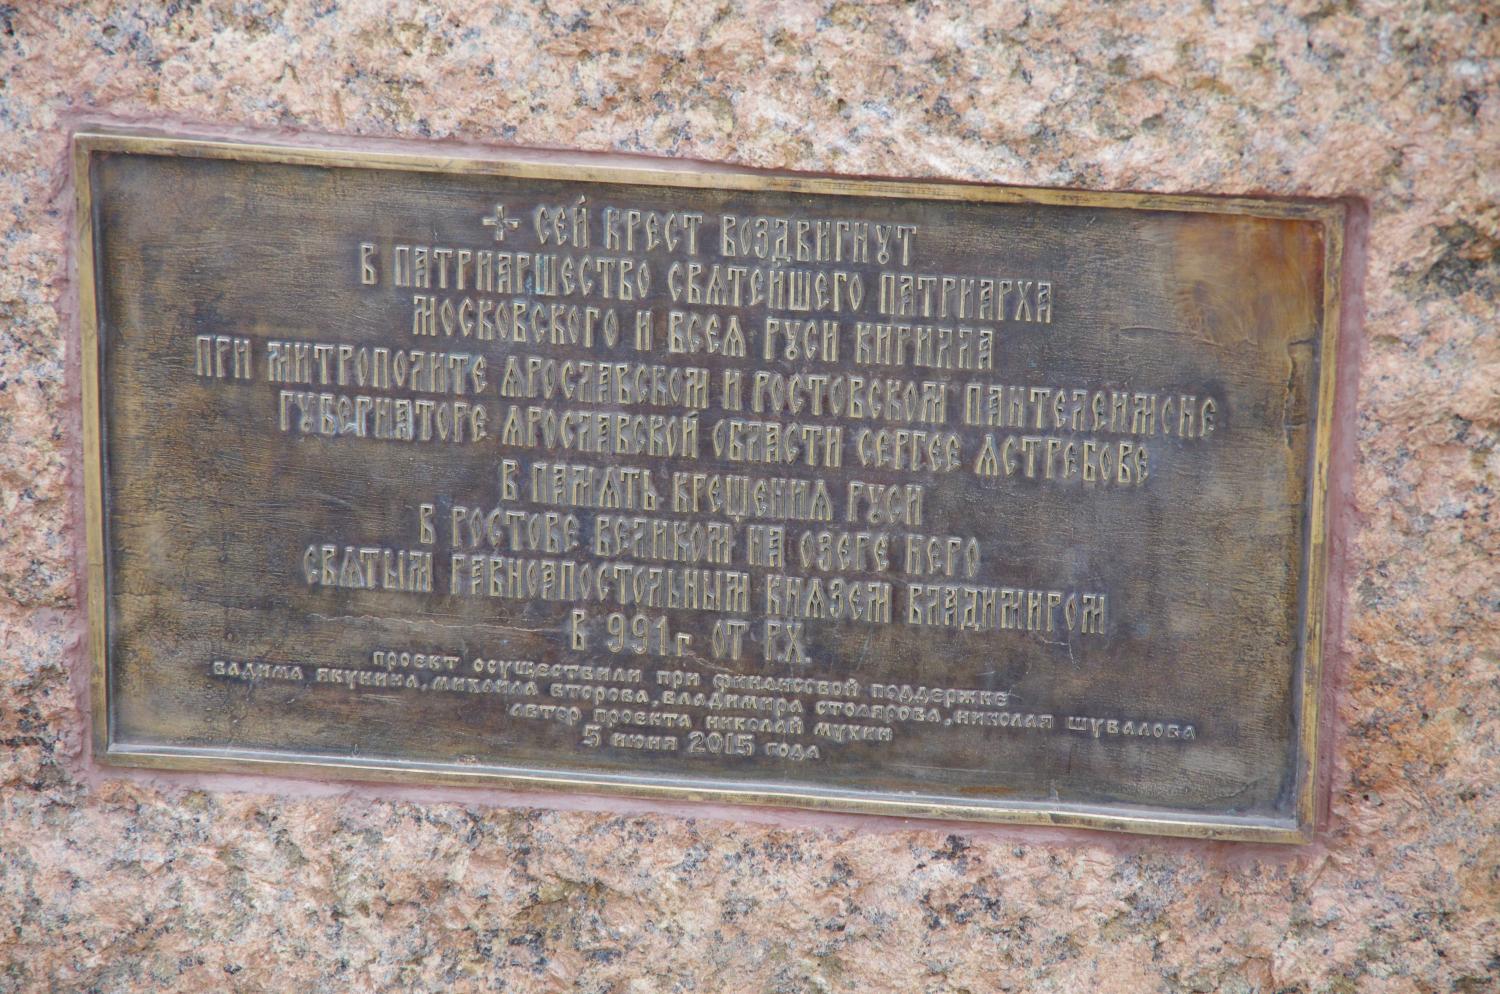 + СЕЙ КРЕСТ ВОЗДВИГНУТ
В ПАТРИАРШЕСТВО СВЯТЕЙШЕГО ПАТРИАРХА
МОСКОВСКОГО И ВСЕЯ РУСИ КИРИЛЛА
ПРИ МИТРОПОЛИТЕ ЯРОСЛАВСКОМ И РОСТОВСКОМ ПАНТЕЛЕИМОНЕ
ГУБЕРНАТОРЕ ЯРОСЛАВСКОЙ ОБЛАСТИ СЕРГЕЕ ЯСТРЕБОВЕ
В ПАМЯТЬ КРЕЩЕНИЯ РУСИ
В РОСТОВЕ ВЕЛИКОМ НА ОЗЕРЕ НЕРО
СВЯТЫМ РАВНОАПОСТОЛЬНЫМ КНЯЗЕМ ВЛАДИМИРОМ
В 991 г. ОТ Р.Х.
ПРОЕКТ ОСУЩЕСТВИЛИ ПРИ ФИНАНСОВОЙ ПОДДЕРЖКЕ
ВАДИМА ЯКУНИНА, МИХАИЛА ВТОРОВА, ВЛАДИМИРА СТОЛЯРОВА, НИКОЛАЯ ШУВАЛОВА
АВТОР ПРОЕКТА НИКОЛАЙ МУХИН
5 ИЮНЯ 2015 ГОДА